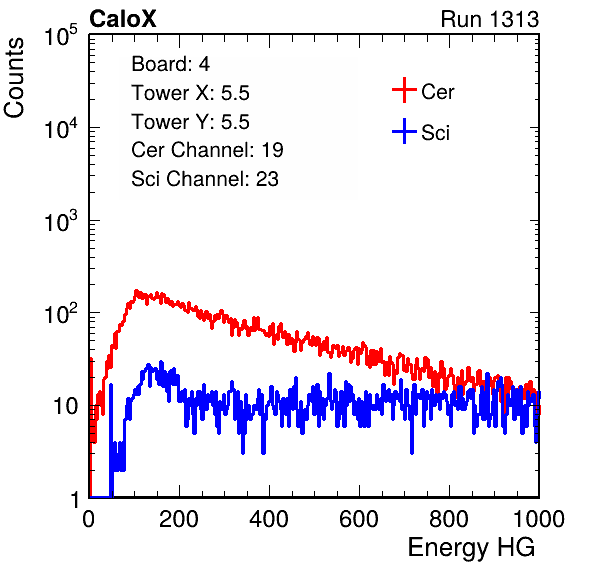 CaloX Run 1313
Counts
10^5
10^4
10^3
10^2
10
1
Board: 4
Tower X: 5.5
Tower Y: 5.5
Cer Channel: 19
Sci Channel: 23
Cer
Sci
0 200 400 600 800 1000
Energy HG